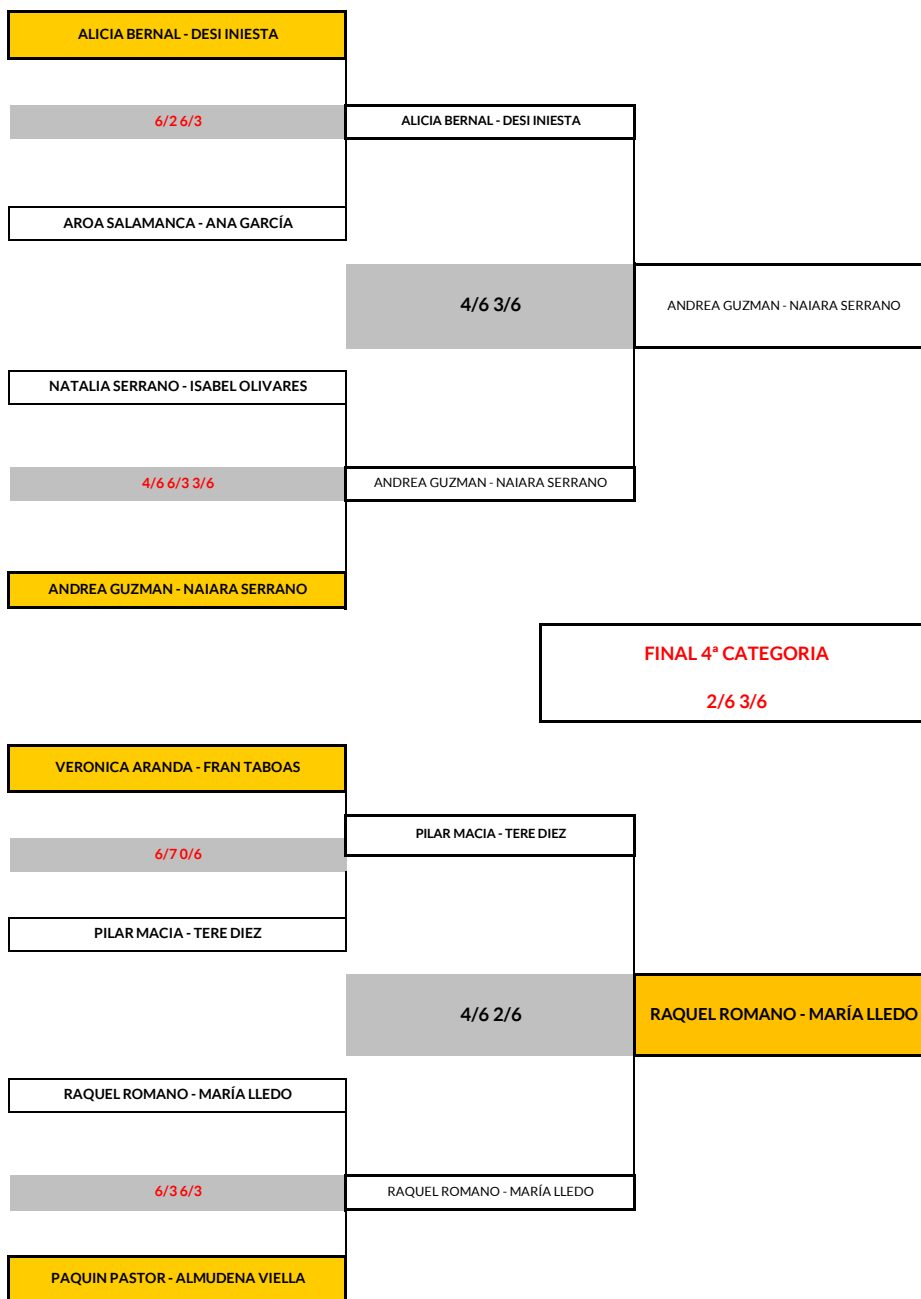 ALICIA BERNAL - DESI INIESTA
6/2 6/3
ALICIA BERNAL - DESI INIESTA
AROA SALAMANCA - ANA GARCÍA
4/6 3/6
ANDREA GUZMAN - NAIARA SERRANO
NATALIA SERRANO - ISABEL OLIVARES
4/6 6/3 3/6
ANDREA GUZMAN - NAIARA SERRANO
ANDREA GUZMAN - NAIARA SERRANO
FINAL 4ª CATEGORIA
2/6 3/6
VERONICA ARANDA - FRAN TABOAS
PILAR MACIA - TERE DIEZ
6/7 0/6
PILAR MACIA - TERE DIEZ
4/6 2/6
RAQUEL ROMANO - MARÍA LLEDO
RAQUEL ROMANO - MARÍA LLEDO
6/3 6/3
RAQUEL ROMANO - MARÍA LLEDO
PAQUIN PASTOR - ALMUDENA VIELLA